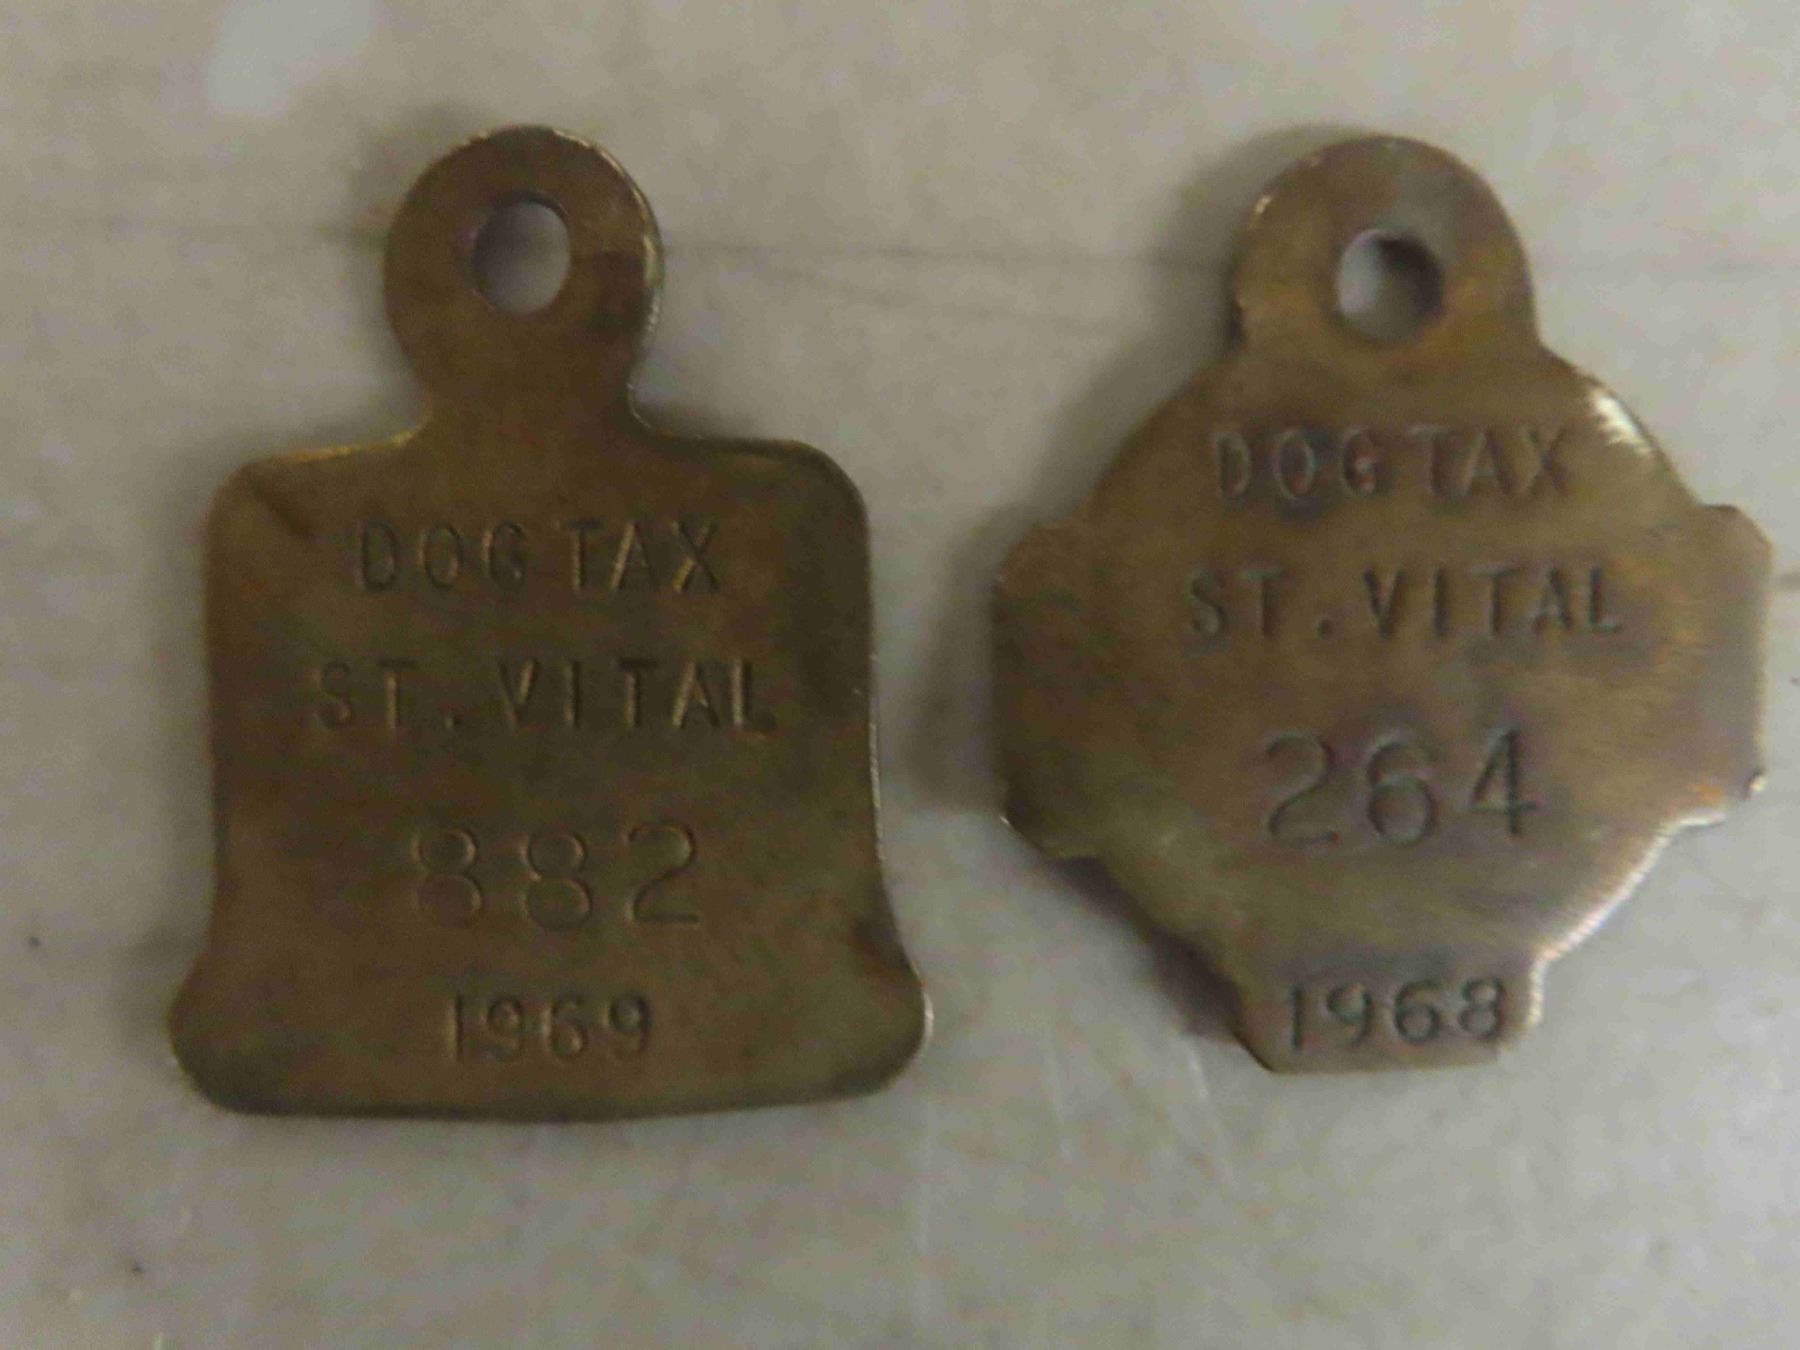 DOG TAX
ST. VITAL
882
1969
DOG TAX
ST. VITAL
264
1968